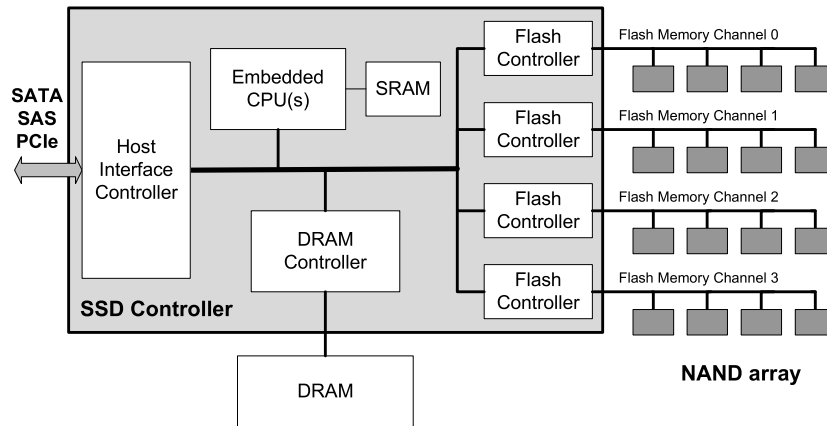 SATA
SAS
PCIe
Host
Interface
Controller
Embedded
CPU(s)
SRAM
DRAM
Controller
SSD Controller
DRAM
Flash
Controller
Flash Memory Channel 0
Flash
Controller
Flash Memory Channel 1
Flash
Controller
Flash Memory Channel 2
Flash
Controller
Flash Memory Channel 3
NAND array